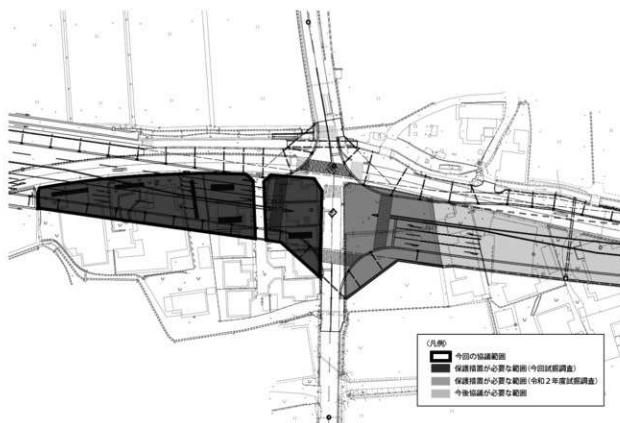 〈凡例〉
今回の協議範囲
保護措置が必要な範囲(今回試掘調査)
保護措置が必要な範囲(令和2年度試掘調査)
今後協議が必要な範囲